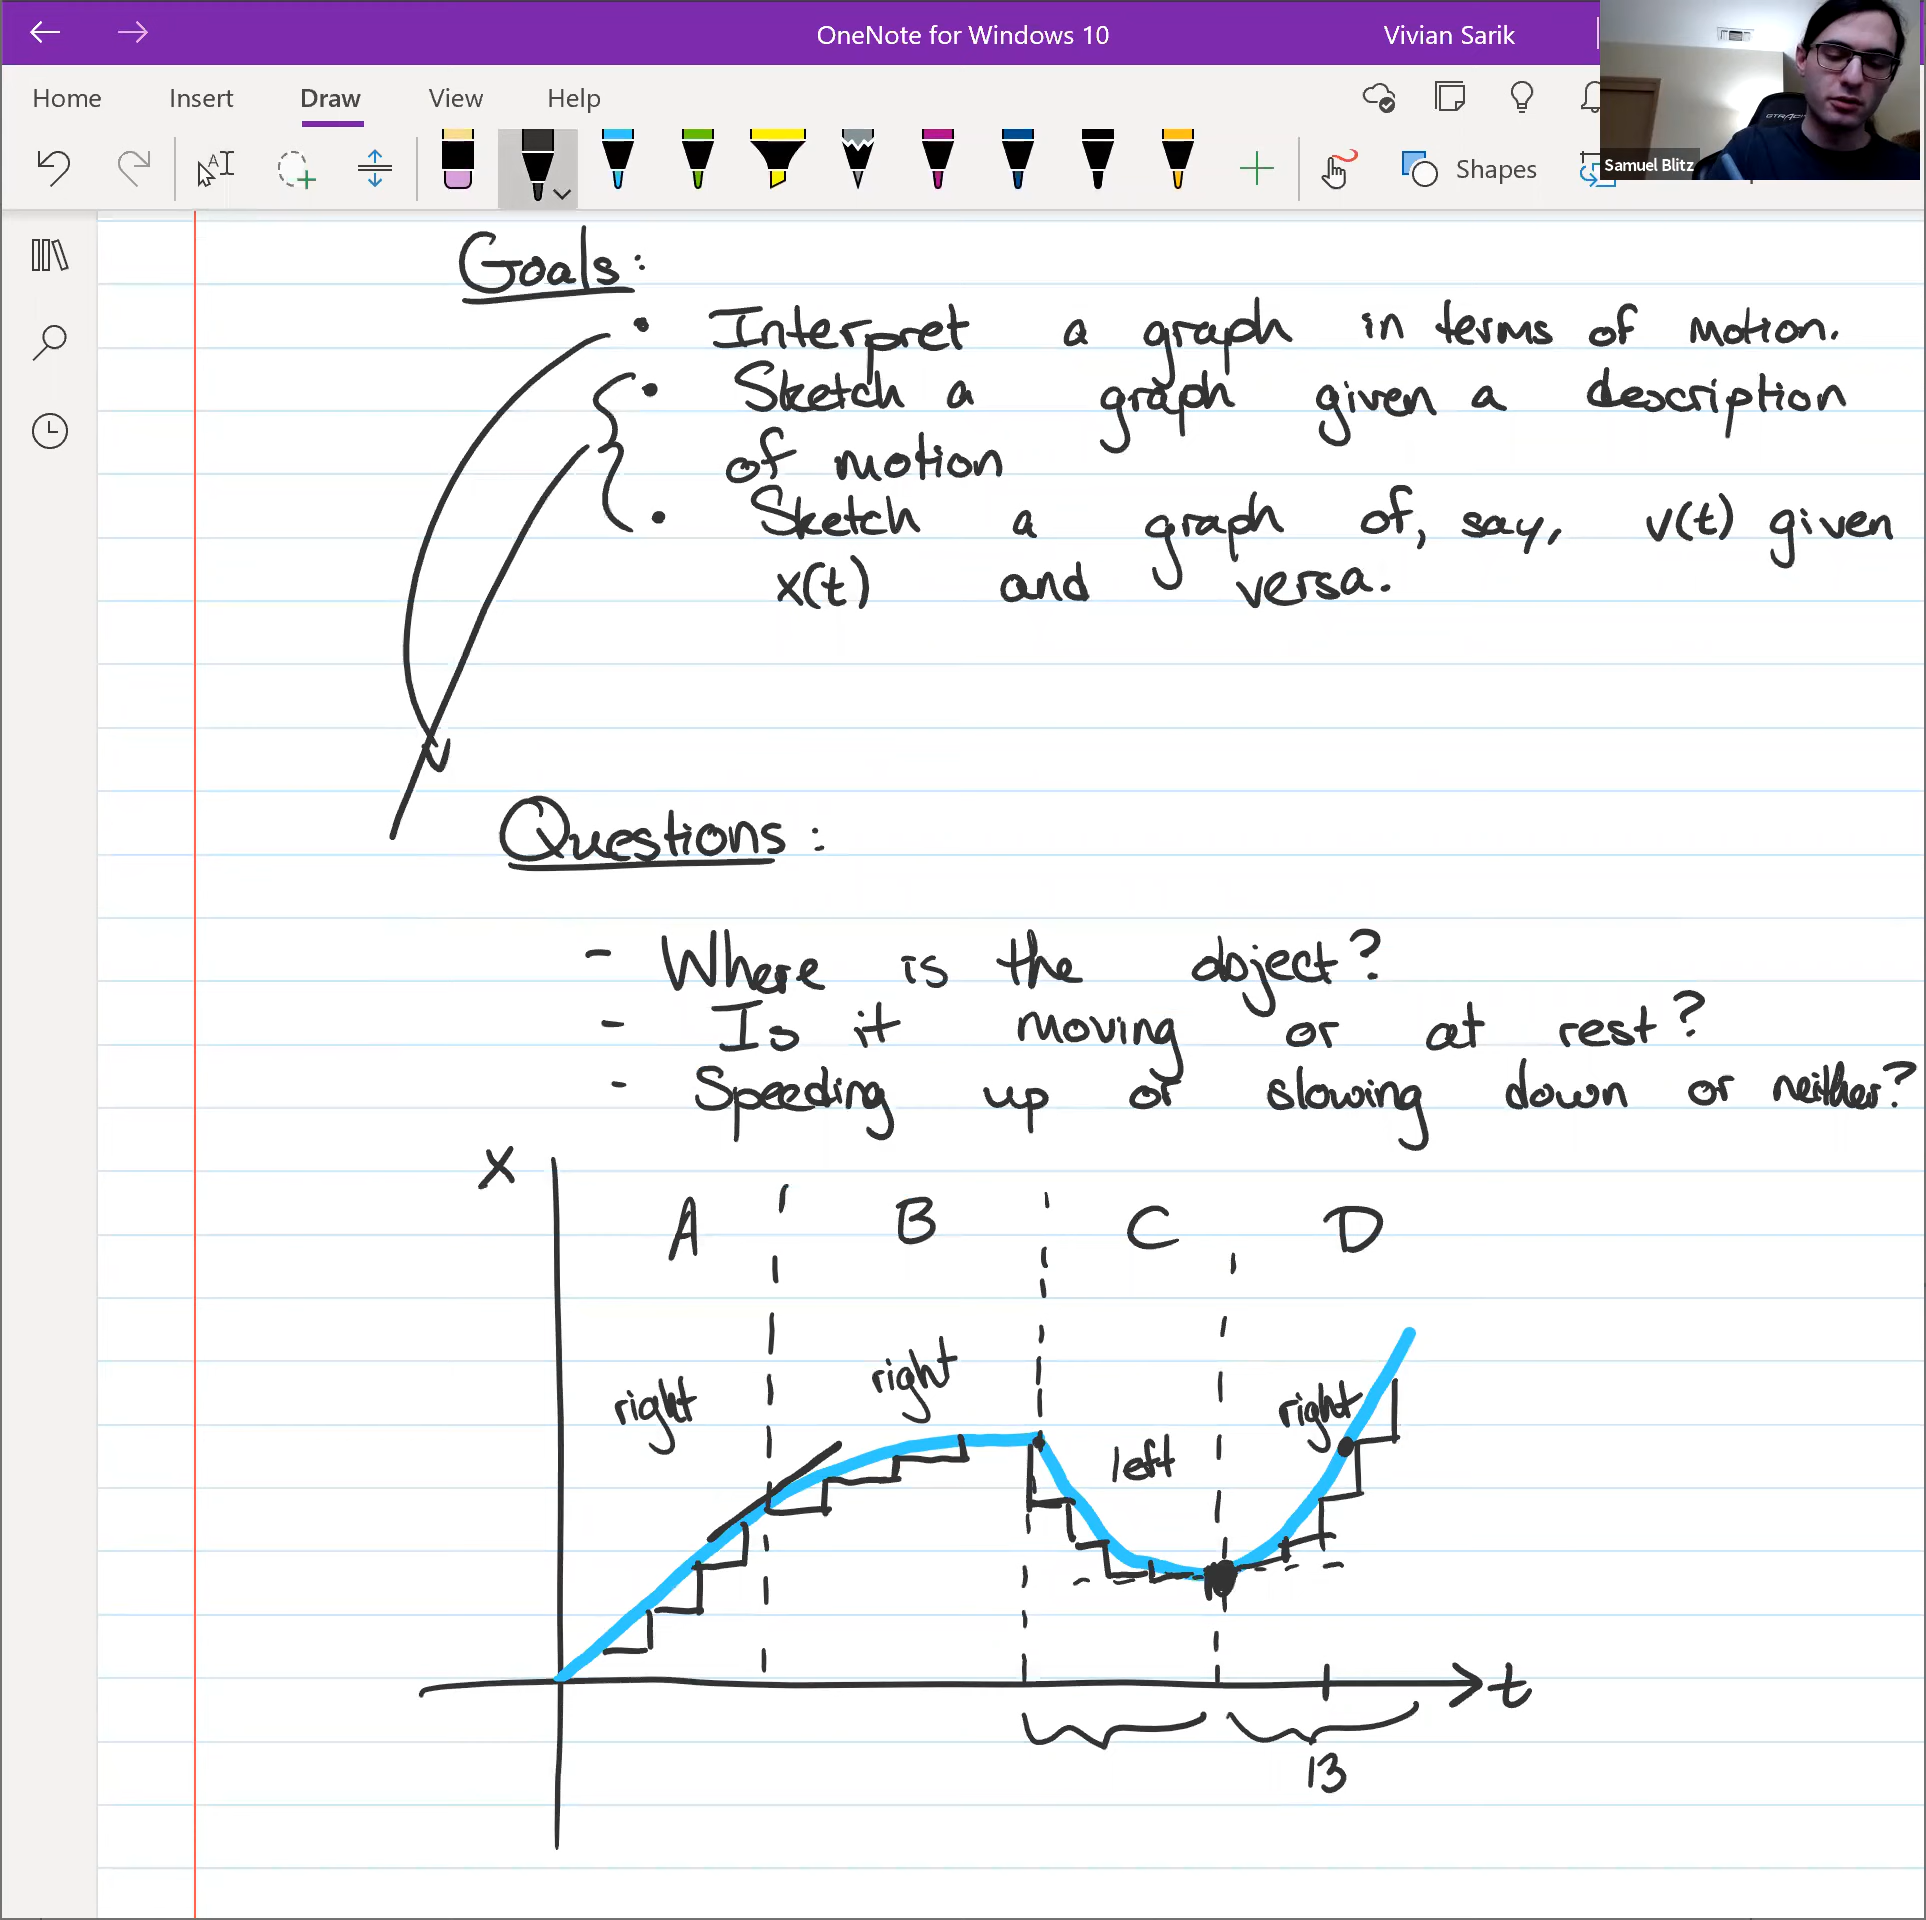 OneNote for Windows 10
Vivian Sarik
Home Insert Draw View Help
Shapes
Samuel Blitz
Goals:
• Interpret a graph in terms of motion.
• Sketch a graph given a description
of motion
• Sketch a graph of, say, v(t) given
x(t) and versa.
Questions:
- Where is the object?
- Is it moving or at rest?
- Speeding up or slowing down or neither?
x
A B C D
right right left right
t
13